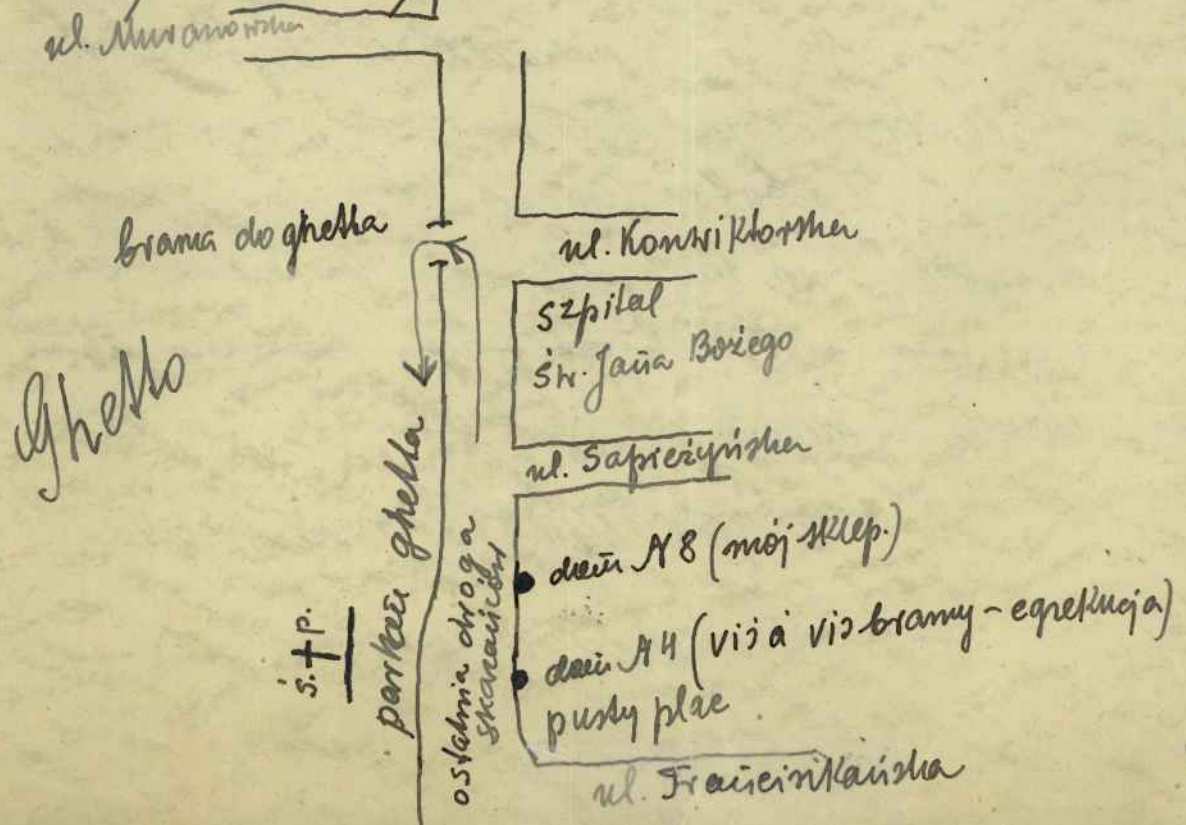 ul. Muranowska
brama do ghetta
ul. Konwiktorska
szpital
św. Jana Bożego
Ghetto
ul. Sapieżyńska
parkan ghetta
ostatnia droga
skazańców
dom N 8 (mój sklep.)
ś.†p.
dom N 4 (vis à vis bramy – egzekucja)
pusty plac
ul. Franciszkańska